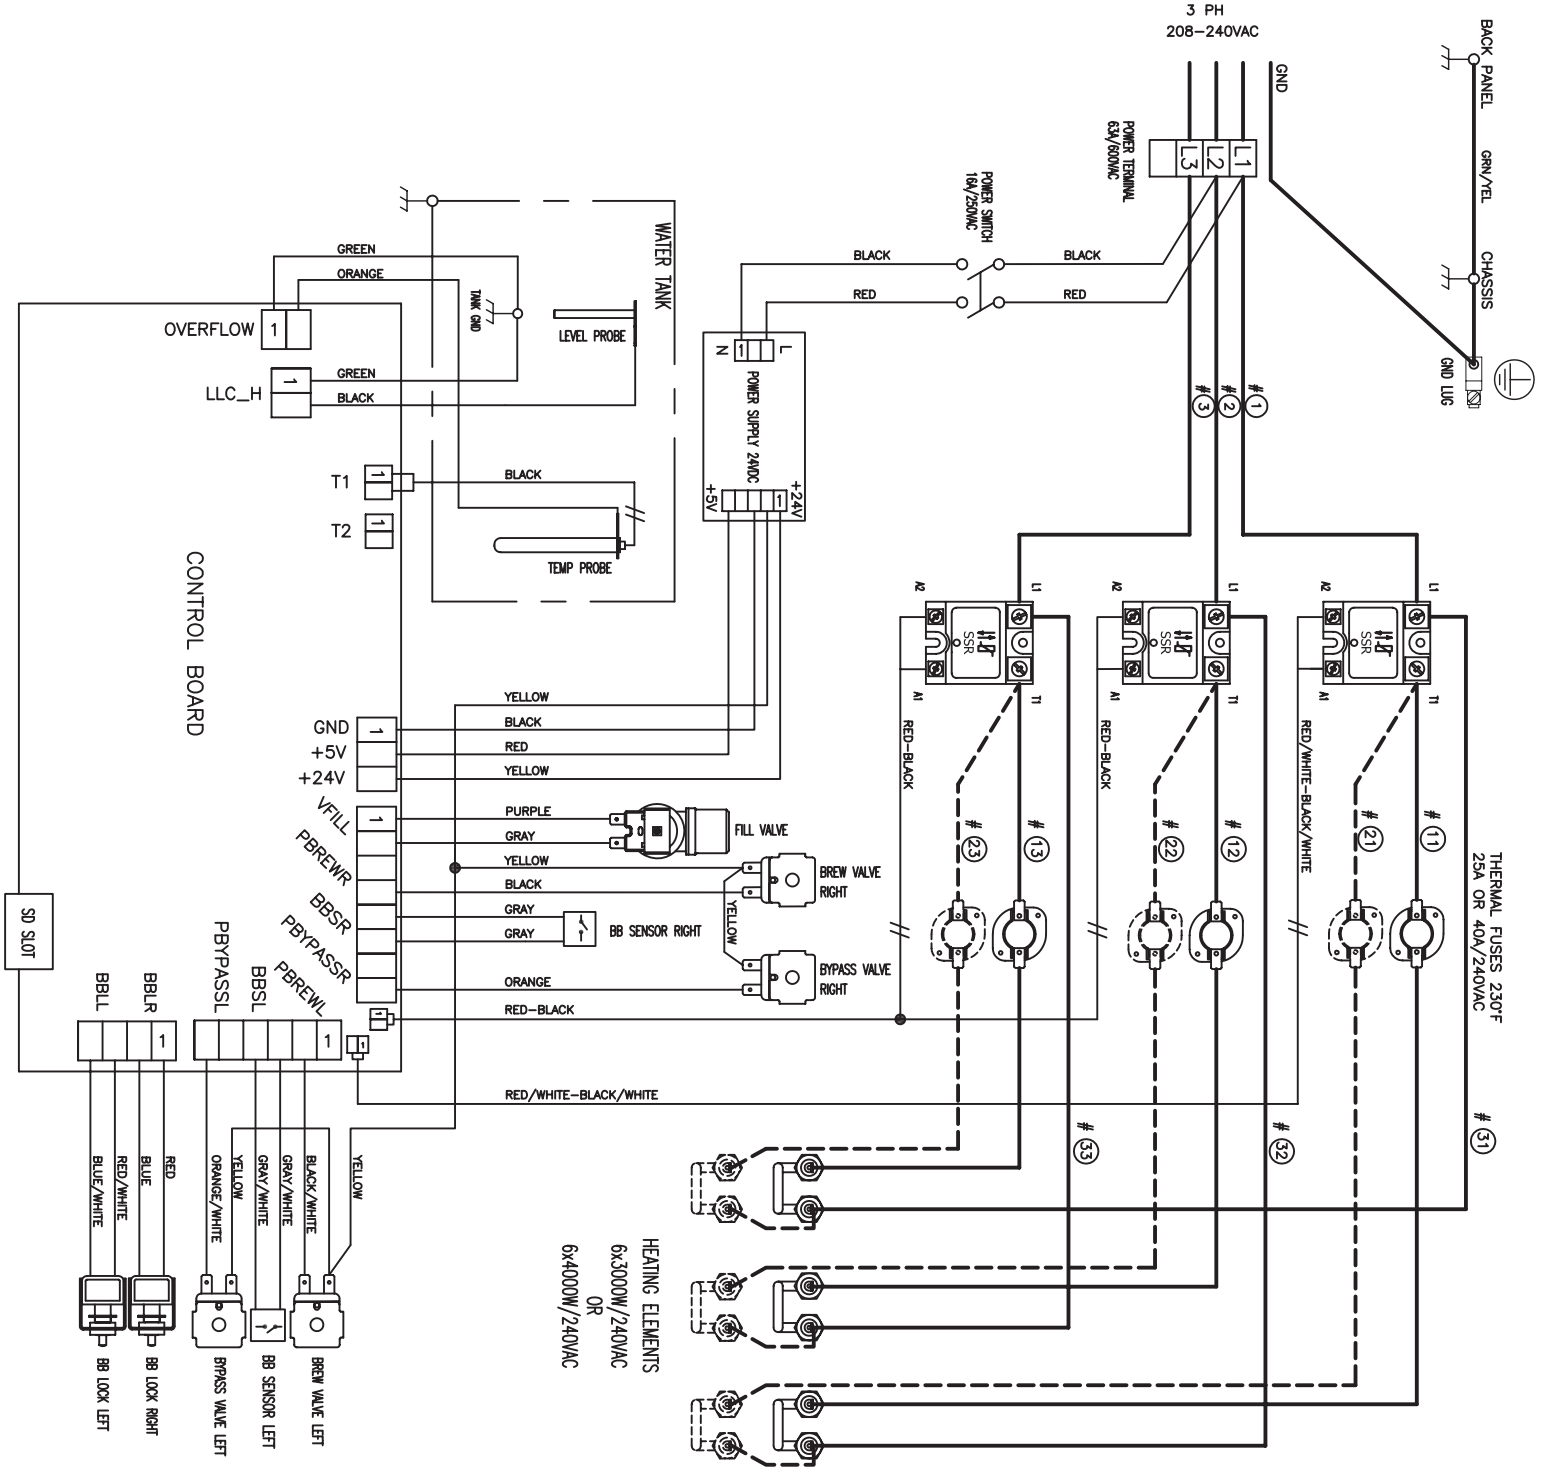 3 PH
208-240VAC
GND
BACK PANEL
GRN/YEL
CHASSIS
GND LUG
POWER TERMINAL
63A/600VAC
L1
L2
L3
POWER SWITCH
16A/250VAC
BLACK
BLACK
RED
RED
# 1
# 2
# 3
WATER TANK
GREEN
ORANGE
TANK GND
LEVEL PROBE
OVERFLOW
1
GREEN
LLC_H
1
BLACK
N
1
L
POWER SUPPLY 24VDC
+5V
1
+24V
T1
1
BLACK
T2
1
TEMP PROBE
CONTROL BOARD
A2
L1
SSR
A1
T1
A2
L1
SSR
A1
T1
A2
L1
SSR
A1
T1
RED-BLACK
RED-BLACK
RED/WHITE-BLACK/WHITE
# 23
# 13
# 22
# 12
# 21
# 11
THERMAL FUSES 230°F
25A OR 40A/240VAC
GND
1
+5V
+24V
YELLOW
BLACK
RED
YELLOW
VFILL
1
PBREWR
BBSR
PBYPASSR
PURPLE
GRAY
FILL VALVE
YELLOW
BLACK
BREW VALVE
RIGHT
YELLOW
GRAY
GRAY
BB SENSOR RIGHT
ORANGE
BYPASS VALVE
RIGHT
RED-BLACK
1
1
SD SLOT
BBLL
BBLR
1
PBYPASSL
BBSL
PBREWL
1
RED/WHITE-BLACK/WHITE
# 33
# 32
# 31
BLUE/WHITE
RED/WHITE
BLUE
RED
ORANGE/WHITE
YELLOW
GRAY/WHITE
GRAY/WHITE
BLACK/WHITE
YELLOW
BB LOCK LEFT
BB LOCK RIGHT
BYPASS VALVE LEFT
BB SENSOR LEFT
BREW VALVE LEFT
HEATING ELEMENTS
6x3000W/240VAC
OR
6x4000W/240VAC